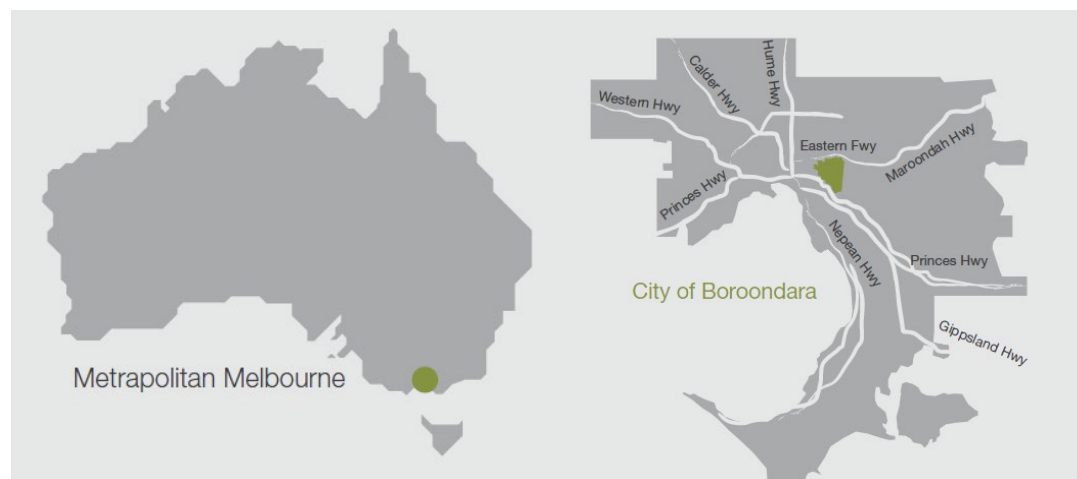 Metrapolitan Melbourne
Hume Hwy
Calder Hwy
Western Hwy
Eastern Fwy
Maroondah Hwy
Princes Hwy
Nepean Hwy
Princes Hwy
City of Boroondara
Gippsland Hwy